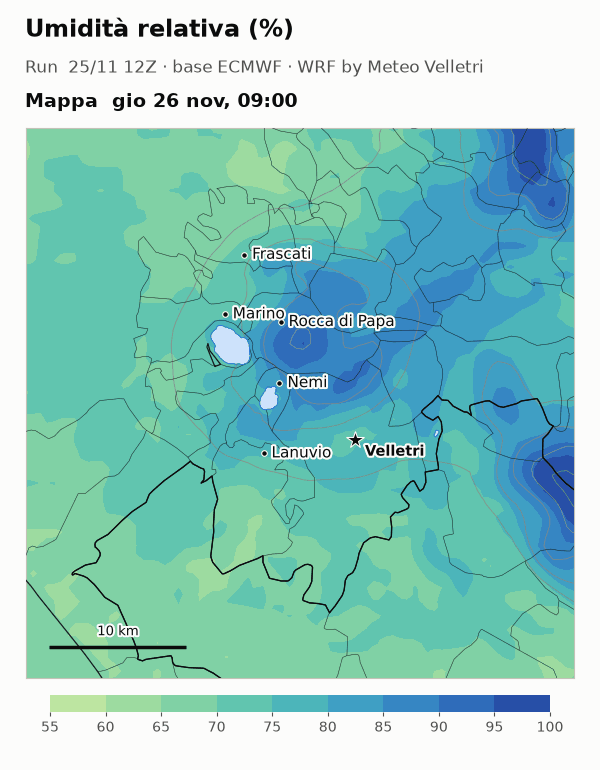 Umidità relativa (%)
Run  25/11 12Z · base ECMWF · WRF by Meteo Velletri
Mappa  gio 26 nov, 09:00
Frascati
Marino
Rocca di Papa
Nemi
Velletri
Lanuvio
10 km
55 60 65 70 75 80 85 90 95 100